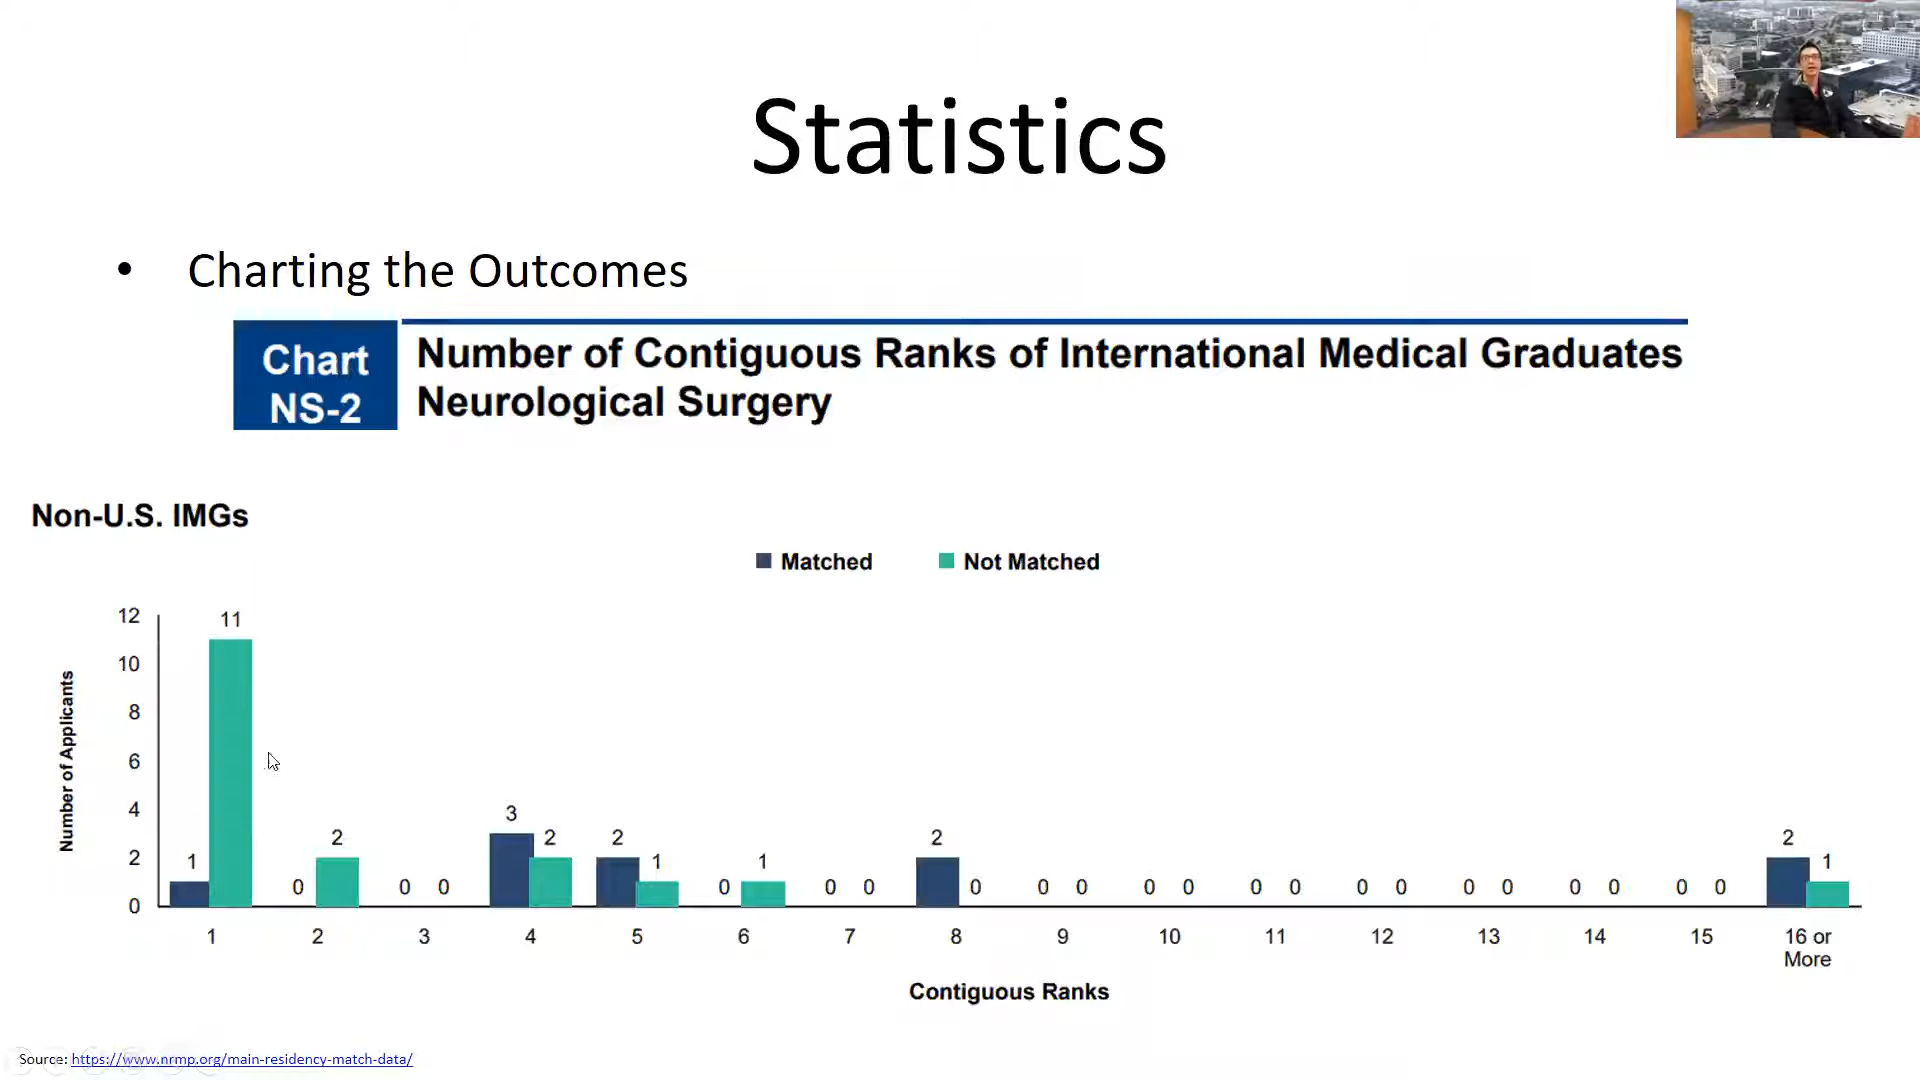 Statistics
• Charting the Outcomes
Chart
NS-2
Number of Contiguous Ranks of International Medical Graduates
Neurological Surgery
Non-U.S. IMGs
Matched Not Matched
Number of Applicants
12
10
8
6
4
2
0
1 11
0 2
0 0
3 2
2 1
0 1
0 0
2 0
0 0
0 0
0 0
0 0
0 0
0 0
0 0
2 1
1 2 3 4 5 6 7 8 9 10 11 12 13 14 15 16 or
More
Contiguous Ranks
Source: https://www.nrmp.org/main-residency-match-data/